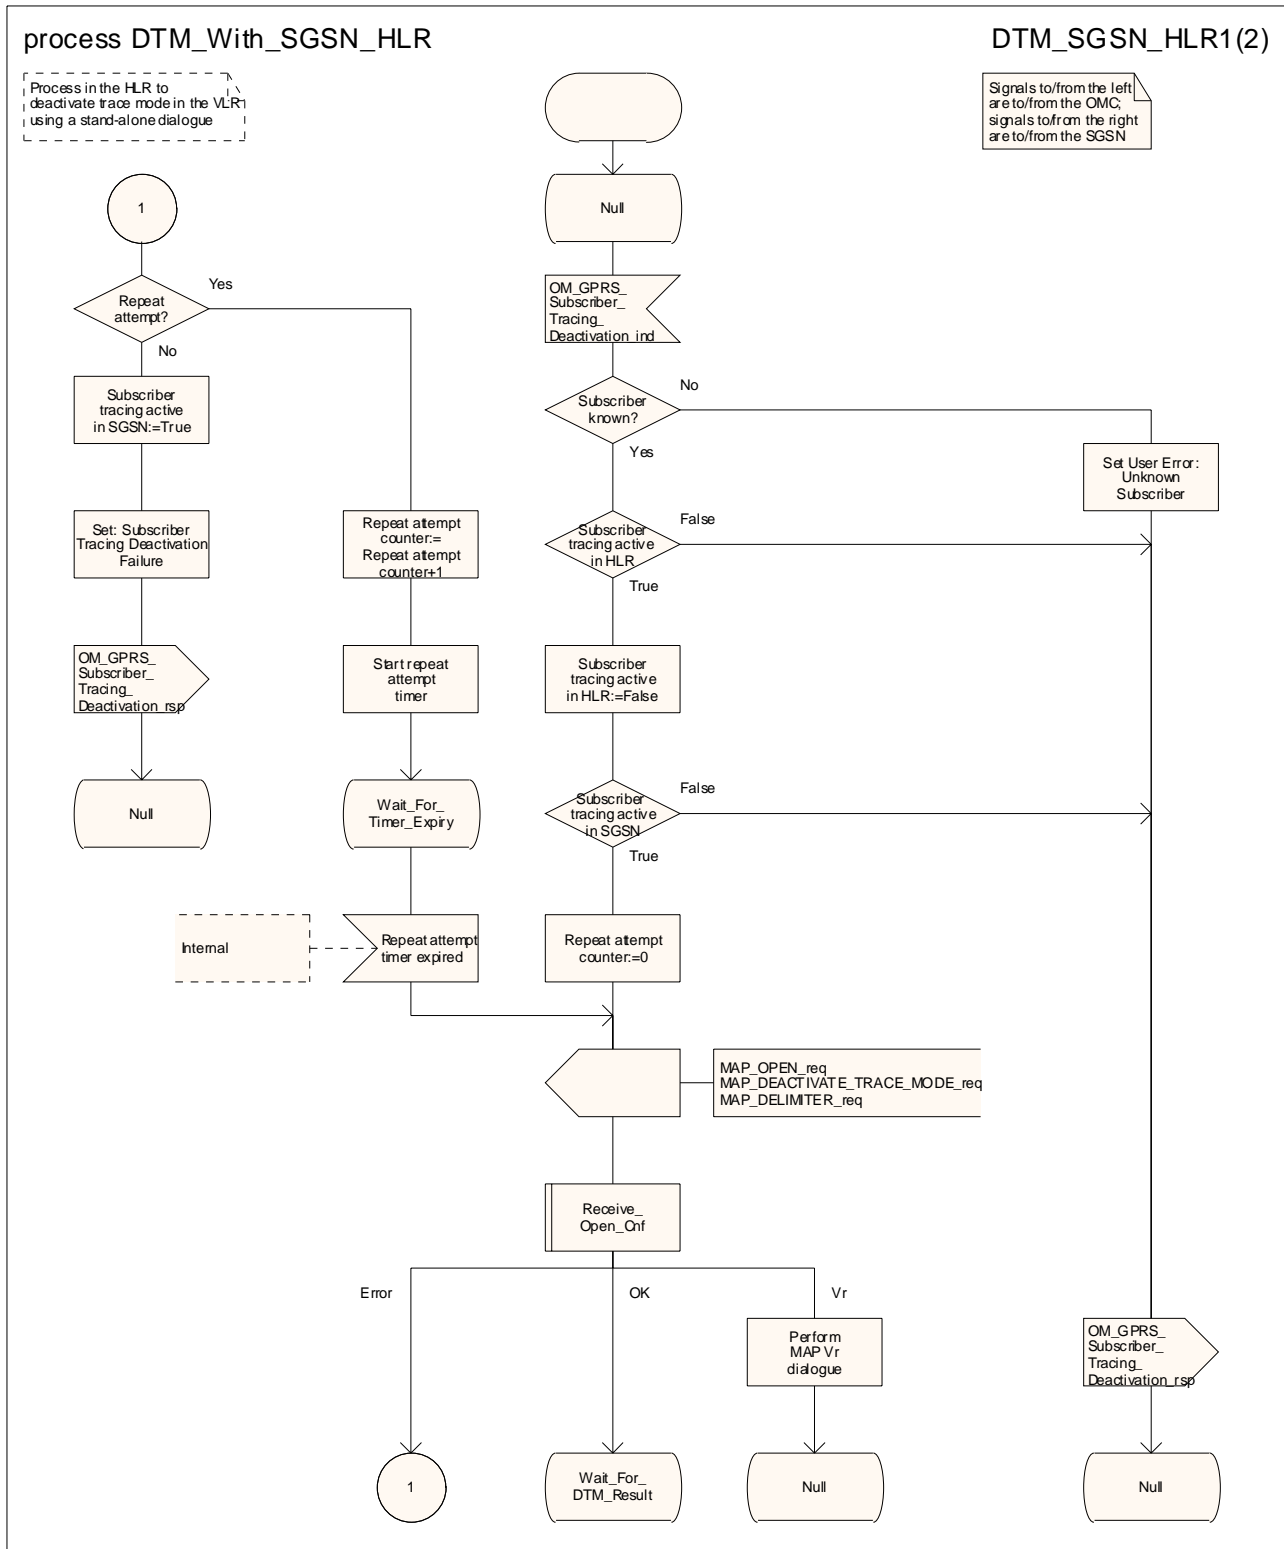 process DTM_With_SGSN_HLR
DTM_SGSN_HLR1(2)
Process in the HLR to
deactivate trace mode in the VLR
using a stand-alone dialogue
Signals to/from the left
are to/from the OMC;
signals to/from the right
are to/from the SGSN
1
Repeat
attempt?
Yes
No
Subscriber
tracing active
in SGSN:=True
Set: Subscriber
Tracing Deactivation
Failure
OM_GPRS_
Subscriber_
Tracing_
Deactivation_rsp
Null
Repeat attempt
counter:=
Repeat attempt
counter+1
Start repeat
attempt
timer
Wait_For_
Timer_Expiry
Internal
Repeat attempt
timer expired
Null
OM_GPRS_
Subscriber_
Tracing_
Deactivation_ind
Subscriber
known?
No
Yes
Set User Error:
Unknown
Subscriber
Subscriber
tracing active
in HLR
False
True
Subscriber
tracing active
in HLR:=False
Subscriber
tracing active
in SGSN
False
True
Repeat attempt
counter:=0
MAP_OPEN_req
MAP_DEACTIVATE_TRACE_MODE_req
MAP_DELIMITER_req
Receive_
Open_Cnf
Error
OK
Vr
Perform
MAP Vr
dialogue
OM_GPRS_
Subscriber_
Tracing_
Deactivation_rsp
1
Wait_For_
DTM_Result
Null
Null